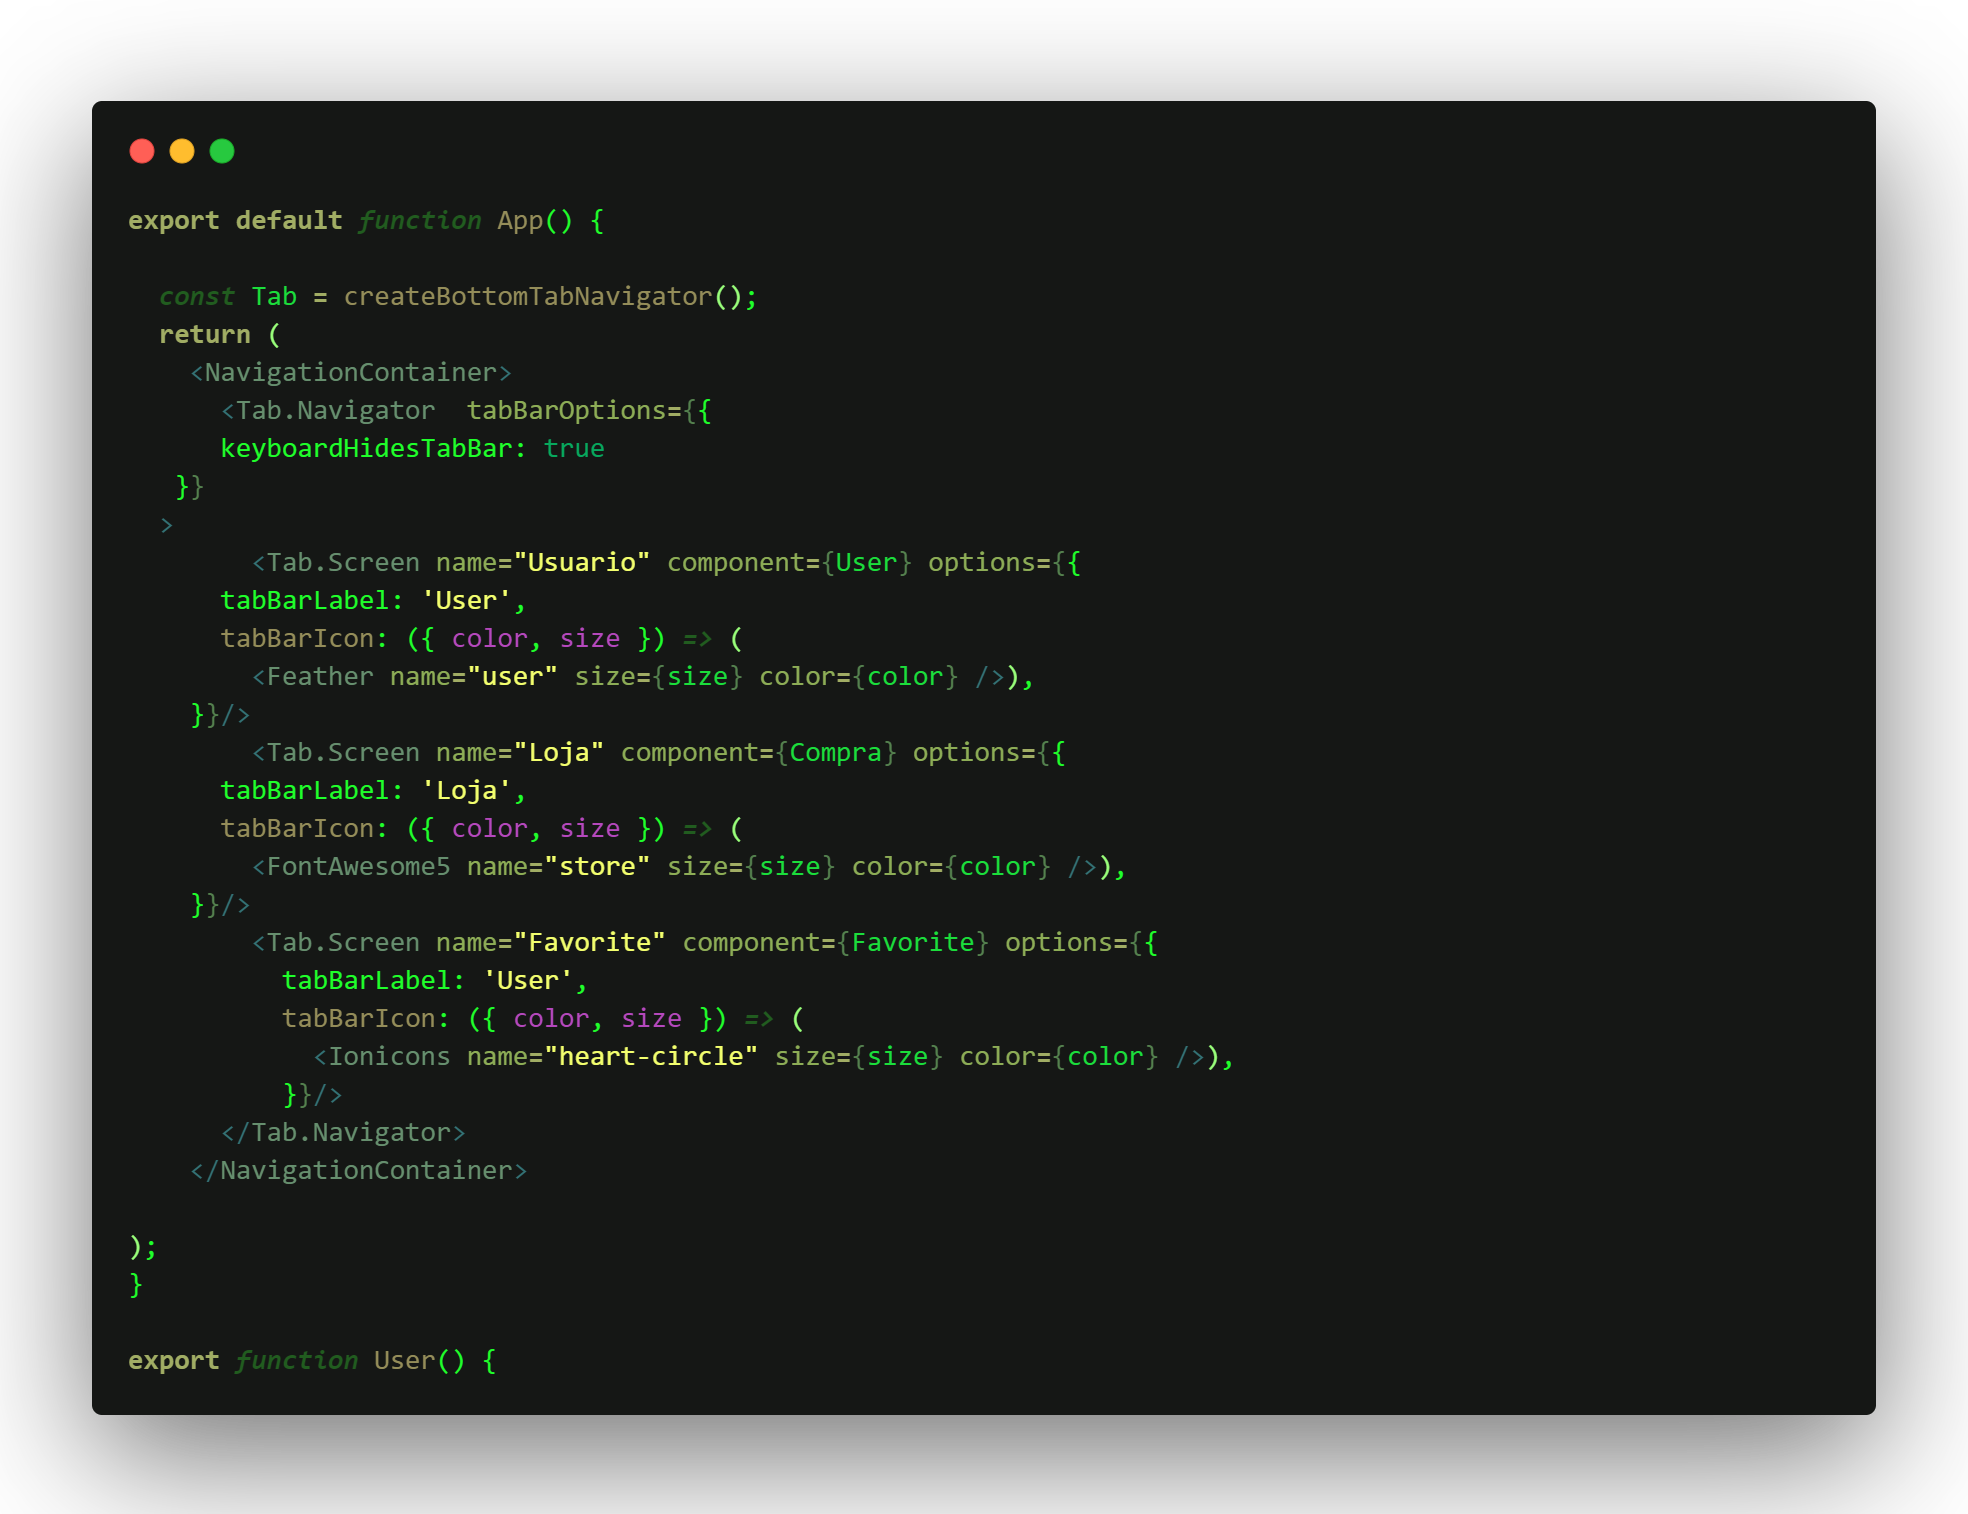 export default function App() {
const Tab = createBottomTabNavigator();
return (
<NavigationContainer>
<Tab.Navigator  tabBarOptions={{
keyboardHidesTabBar: true
}}
>
<Tab.Screen name="Usuario" component={User} options={{
tabBarLabel: 'User',
tabBarIcon: ({ color, size }) => (
<Feather name="user" size={size} color={color} />),
}}/>
<Tab.Screen name="Loja" component={Compra} options={{
tabBarLabel: 'Loja',
tabBarIcon: ({ color, size }) => (
<FontAwesome5 name="store" size={size} color={color} />),
}}/>
<Tab.Screen name="Favorite" component={Favorite} options={{
tabBarLabel: 'User',
tabBarIcon: ({ color, size }) => (
<Ionicons name="heart-circle" size={size} color={color} />),
}}/>
</Tab.Navigator>
</NavigationContainer>
);
}
export function User() {